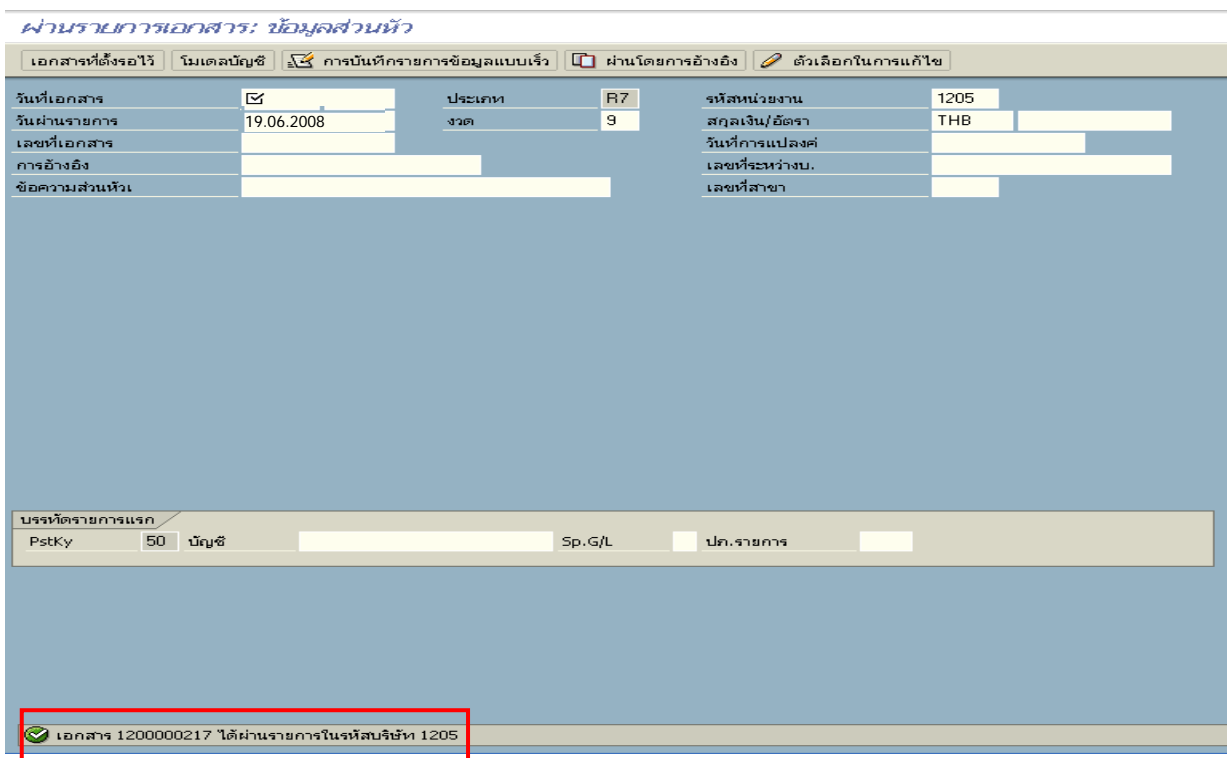 ผ่านรายการเอกสาร: ข้อมูลส่วนหัว
เอกสารที่ตั้งรอไว้ โมเดลบัญชี การบันทึกรายการข้อมูลแบบเร็ว ผ่านโดยการอ้างอิง ตัวเลือกในการแก้ไข
วันที่เอกสาร ประเภท R7 รหัสหน่วยงาน 1205
วันผ่านรายการ 19.06.2008 งวด 9 สกุลเงิน/อัตรา THB
เลขที่เอกสาร วันที่การแปลงค่
การอ้างอิง เลขที่ระหว่างบ.
ข้อความส่วนหัวเ เลขที่สาขา
บรรทัดรายการแรก
PstKy 50 บัญชี Sp.G/L ปภ.รายการ
เอกสาร 1200000217 ได้ผ่านรายการในรหัสบริษัท 1205